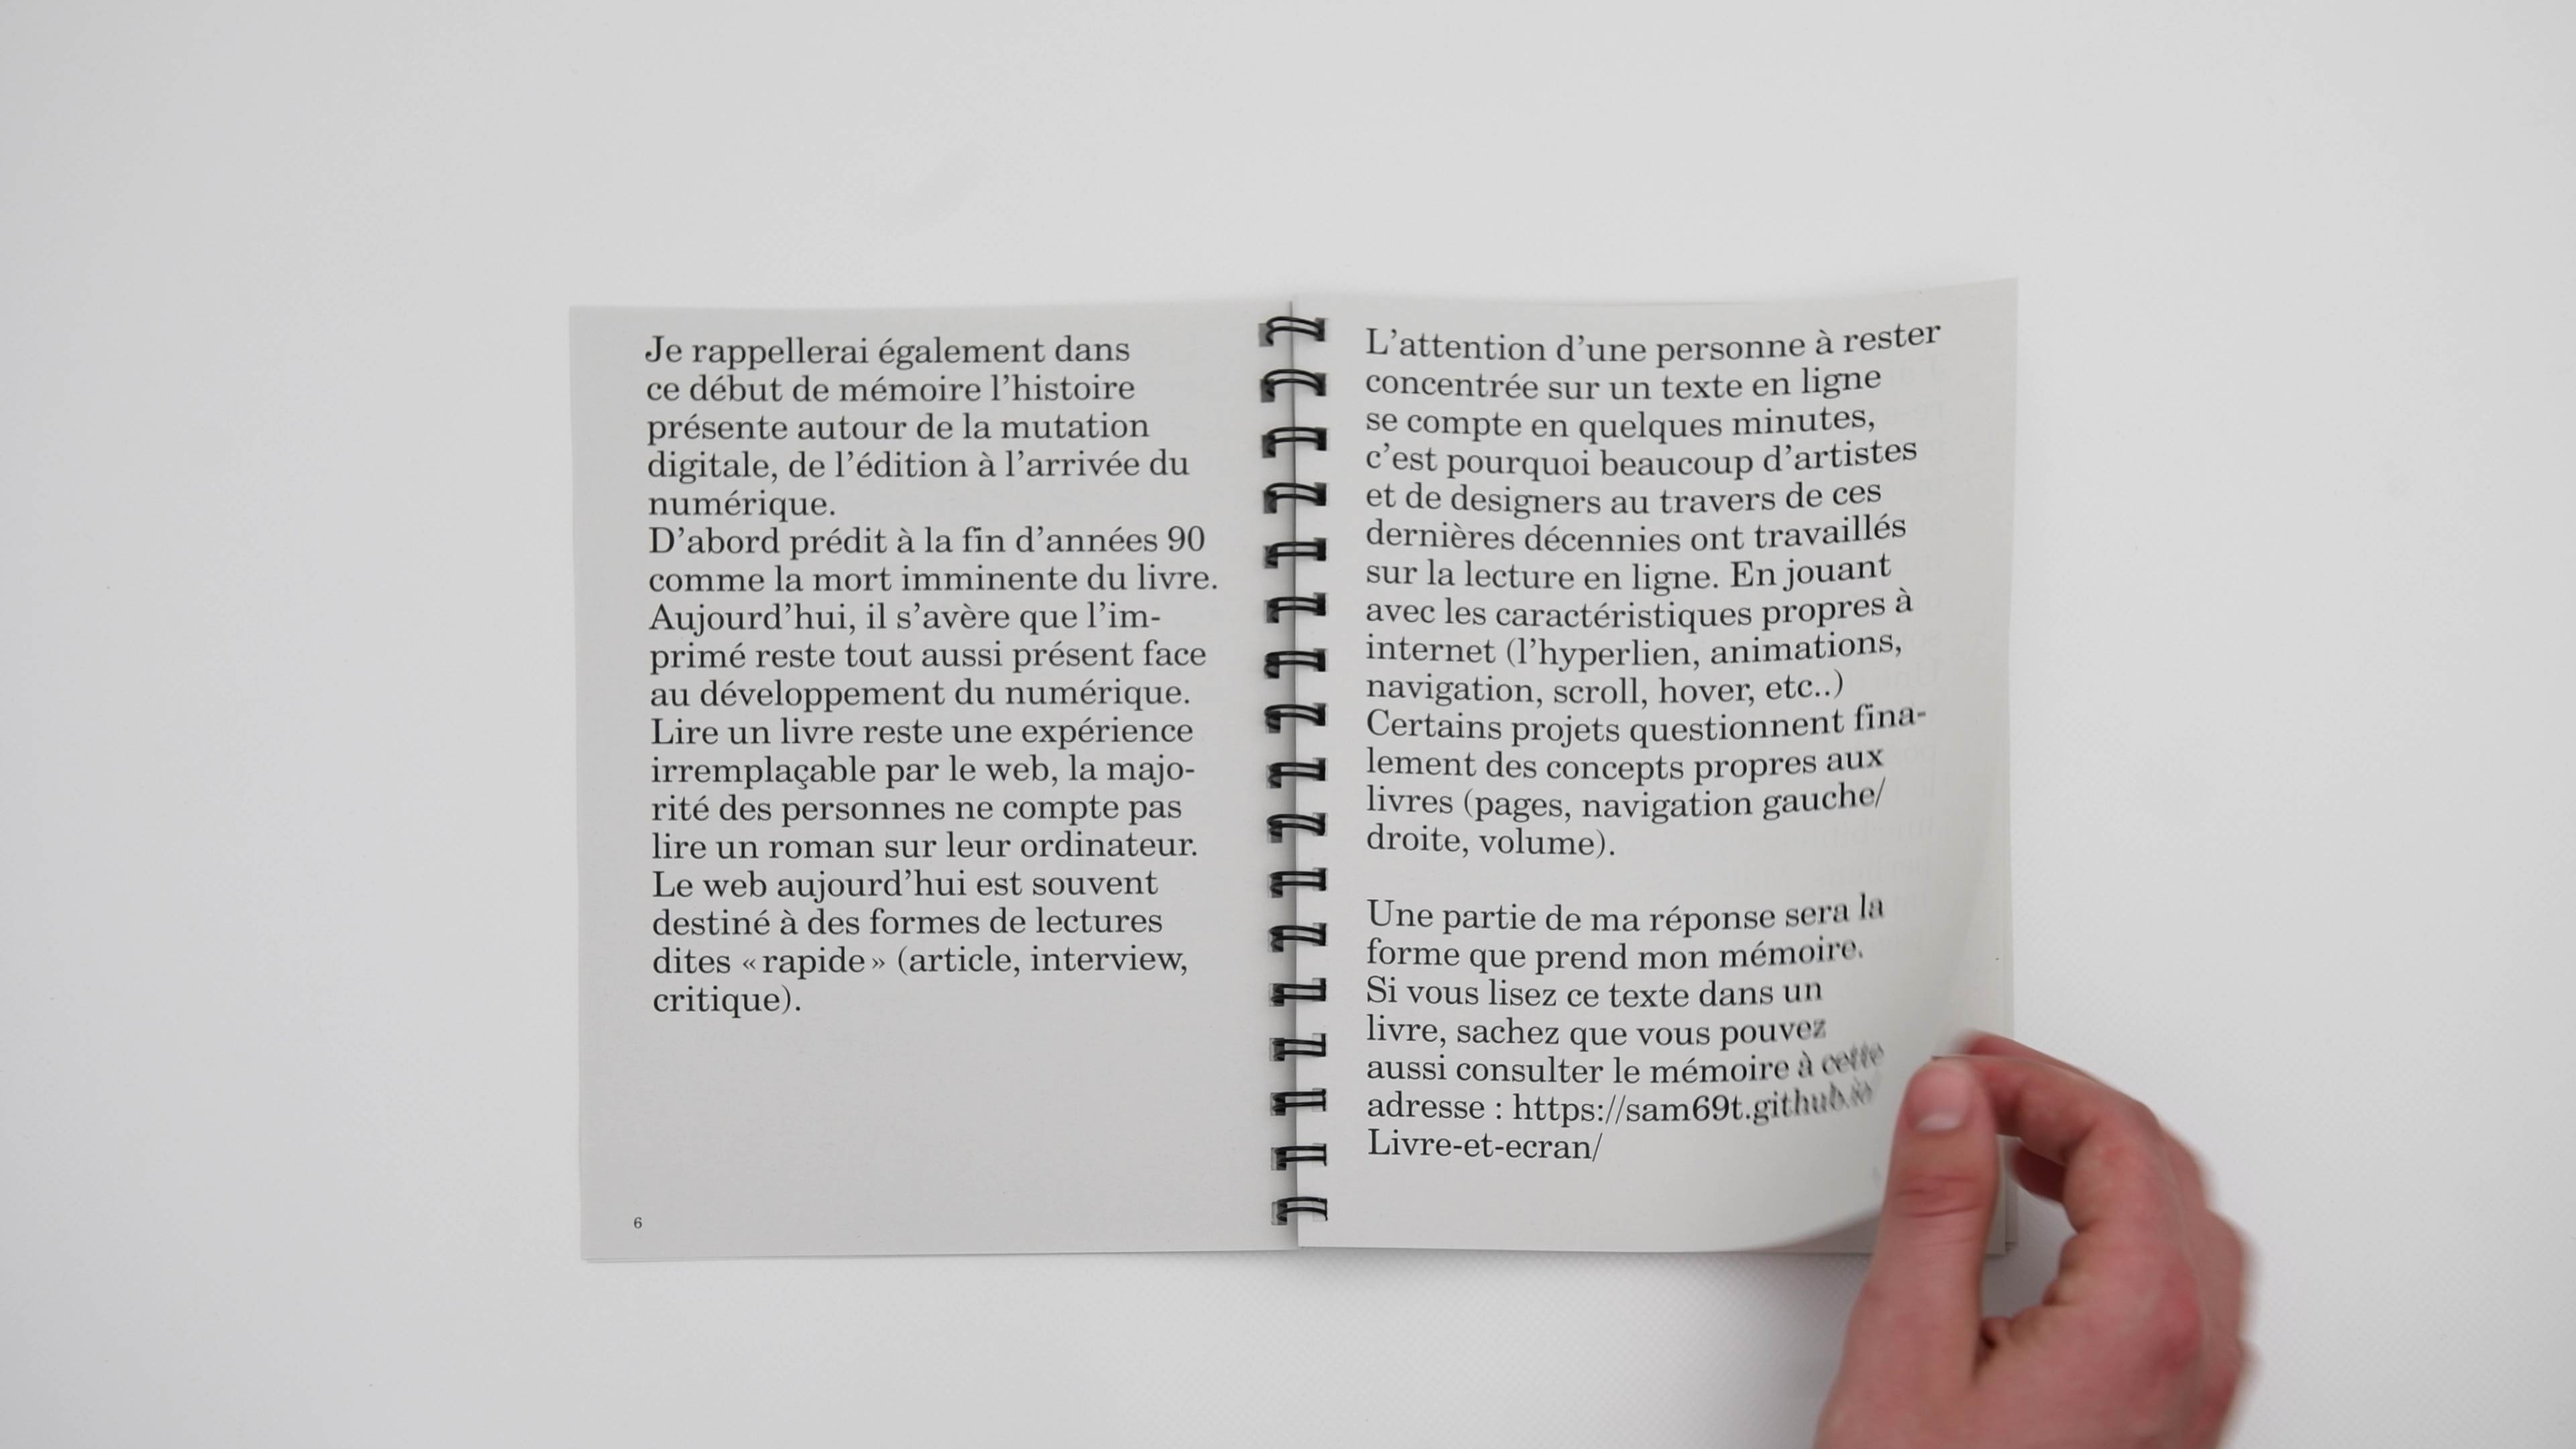 Je rappellerai également dans
ce début de mémoire l’histoire
présente autour de la mutation
digitale, de l’édition à l’arrivée du
numérique.
D’abord prédit à la fin d’années 90
comme la mort imminente du livre.
Aujourd’hui, il s’avère que l’im-
primé reste tout aussi présent face
au développement du numérique.
Lire un livre reste une expérience
irremplaçable par le web, la majo-
rité des personnes ne compte pas
lire un roman sur leur ordinateur.
Le web aujourd’hui est souvent
destiné à des formes de lectures
dites « rapide » (article, interview,
critique).
6
L’attention d’une personne à rester
concentrée sur un texte en ligne
se compte en quelques minutes,
c’est pourquoi beaucoup d’artistes
et de designers au travers de ces
dernières décennies ont travaillés
sur la lecture en ligne. En jouant
avec les caractéristiques propres à
internet (l’hyperlien, animations,
navigation, scroll, hover, etc..)
Certains projets questionnent fina-
lement des concepts propres aux
livres (pages, navigation gauche/
droite, volume).
Une partie de ma réponse sera la
forme que prend mon mémoire.
Si vous lisez ce texte dans un
livre, sachez que vous pouvez
aussi consulter le mémoire à cette
adresse : https://sam69t.github.io
Livre-et-ecran/